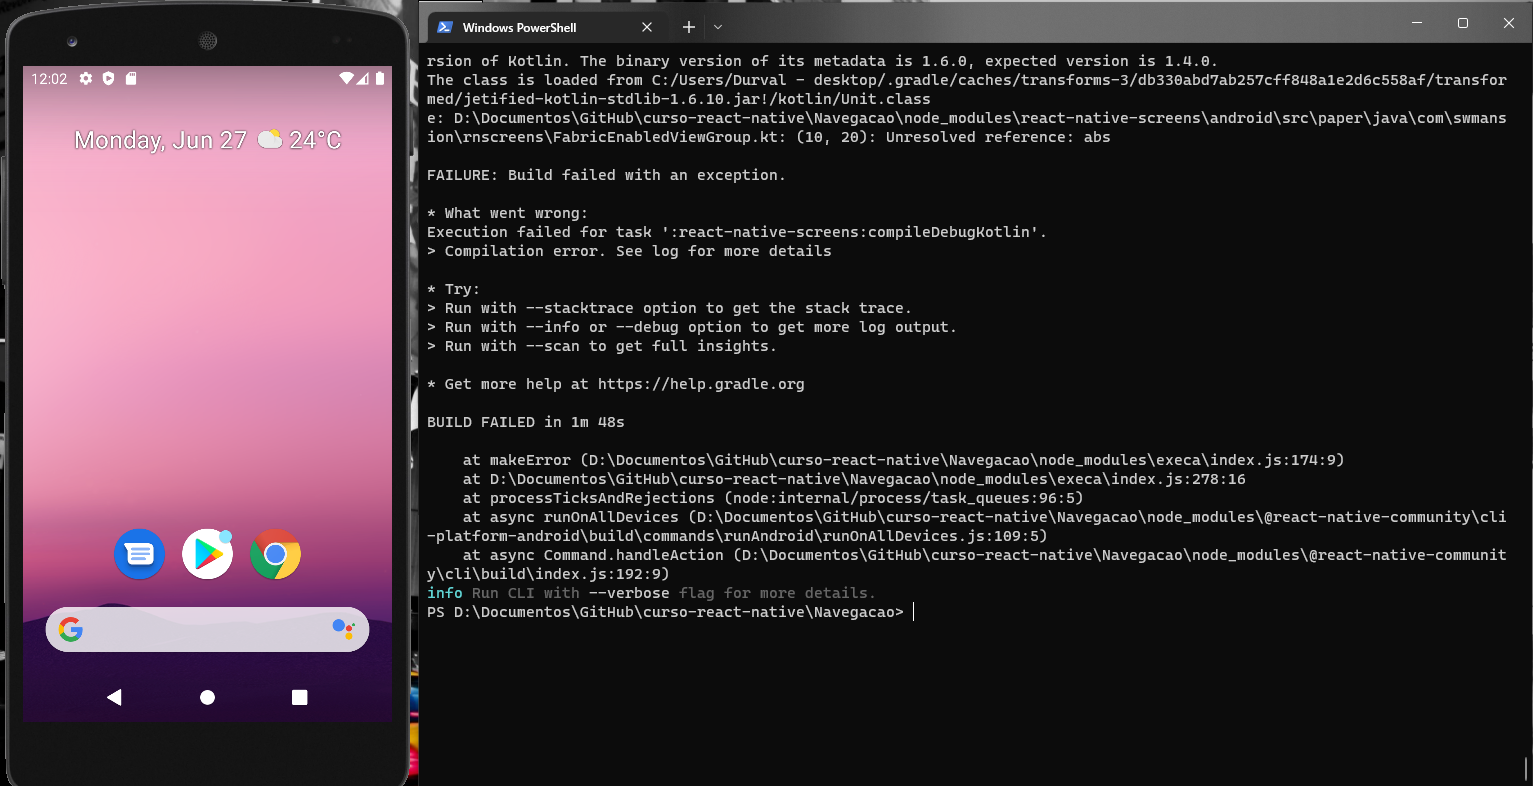 12:02
Monday, Jun 27 24°C
Windows PowerShell
rsion of Kotlin. The binary version of its metadata is 1.6.0, expected version is 1.4.0.
The class is loaded from C:/Users/Durval - desktop/.gradle/caches/transforms-3/db330abd7ab257cff848a1e2d6c558af/transfor
med/jetified-kotlin-stdlib-1.6.10.jar!/kotlin/Unit.class
e: D:\Documentos\GitHub\curso-react-native\Navegacao\node_modules\react-native-screens\android\src\paper\java\com\swmans
ion\rnscreens\FabricEnabledViewGroup.kt: (10, 20): Unresolved reference: abs
FAILURE: Build failed with an exception.
* What went wrong:
Execution failed for task ':react-native-screens:compileDebugKotlin'.
> Compilation error. See log for more details
* Try:
> Run with --stacktrace option to get the stack trace.
> Run with --info or --debug option to get more log output.
> Run with --scan to get full insights.
* Get more help at https://help.gradle.org
BUILD FAILED in 1m 48s
at makeError (D:\Documentos\GitHub\curso-react-native\Navegacao\node_modules\execa\index.js:174:9)
at D:\Documentos\GitHub\curso-react-native\Navegacao\node_modules\execa\index.js:278:16
at processTicksAndRejections (node:internal/process/task_queues:96:5)
at async runOnAllDevices (D:\Documentos\GitHub\curso-react-native\Navegacao\node_modules\@react-native-community\cli
-platform-android\build\commands\runAndroid\runOnAllDevices.js:109:5)
at async Command.handleAction (D:\Documentos\GitHub\curso-react-native\Navegacao\node_modules\@react-native-communit
y\cli\build\index.js:192:9)
info Run CLI with --verbose flag for more details.
PS D:\Documentos\GitHub\curso-react-native\Navegacao>